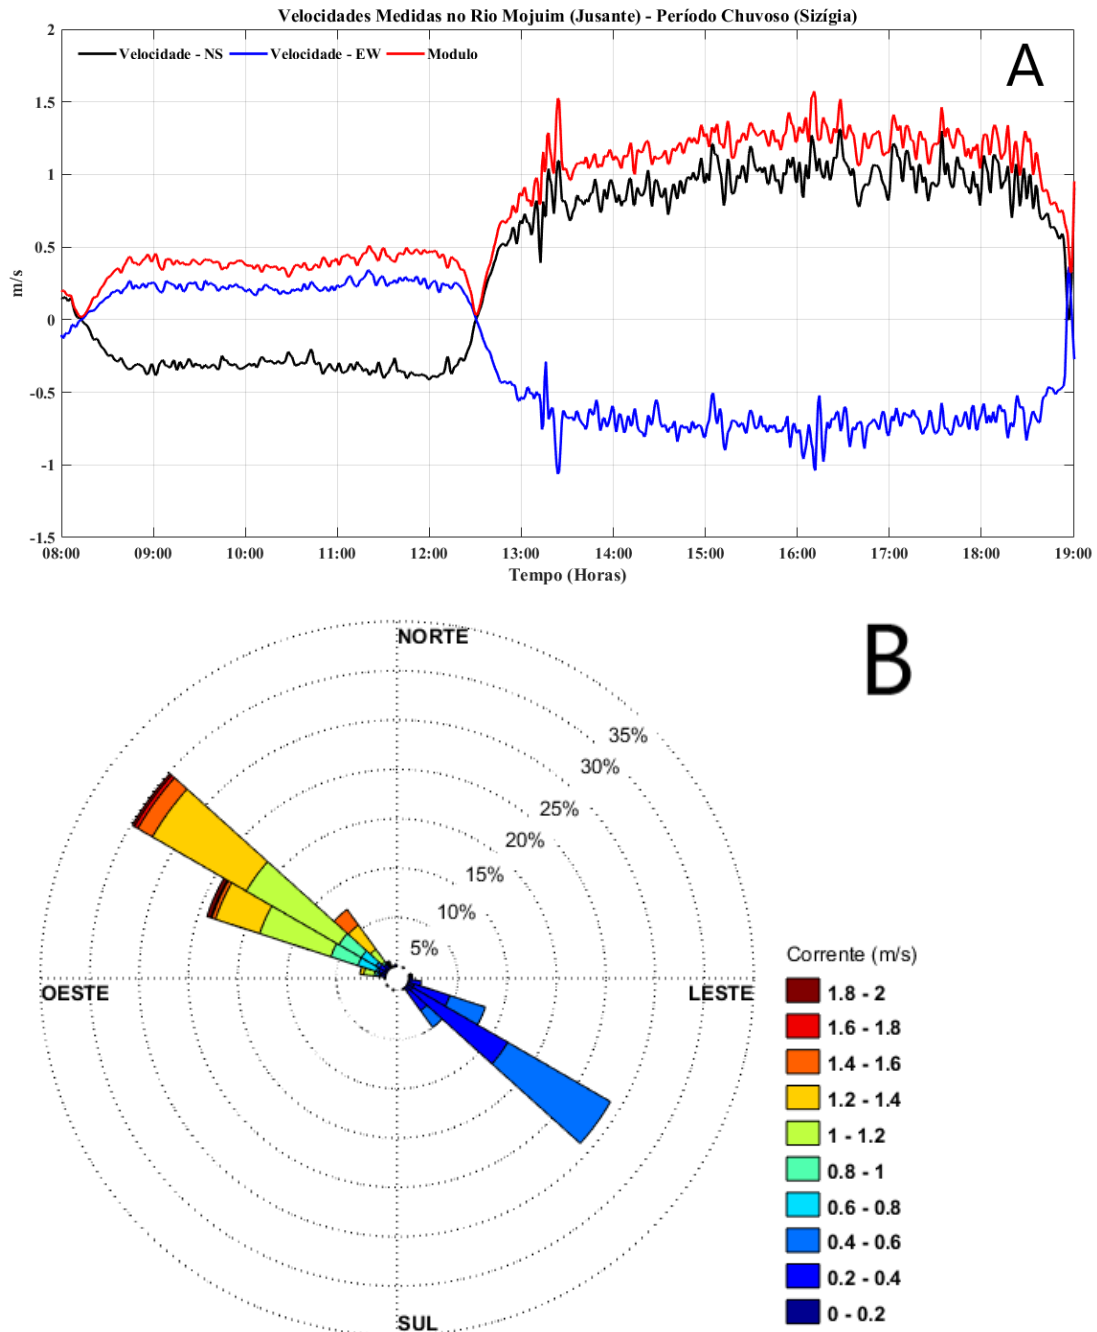 Velocidades Medidas no Rio Mojuim (Jusante) - Período Chuvoso (Sizígia)
Velocidade - NS Velocidade - EW Modulo
A
2
1.5
1
0.5
0
-0.5
-1
-1.5
m/s
08:00 09:00 10:00 11:00 12:00 13:00 14:00 15:00 16:00 17:00 18:00 19:00
Tempo (Horas)
B
NORTE
35%
30%
25%
20%
15%
10%
5%
OESTE
LESTE
SUL
Corrente (m/s)
1.8 - 2
1.6 - 1.8
1.4 - 1.6
1.2 - 1.4
1 - 1.2
0.8 - 1
0.6 - 0.8
0.4 - 0.6
0.2 - 0.4
0 - 0.2